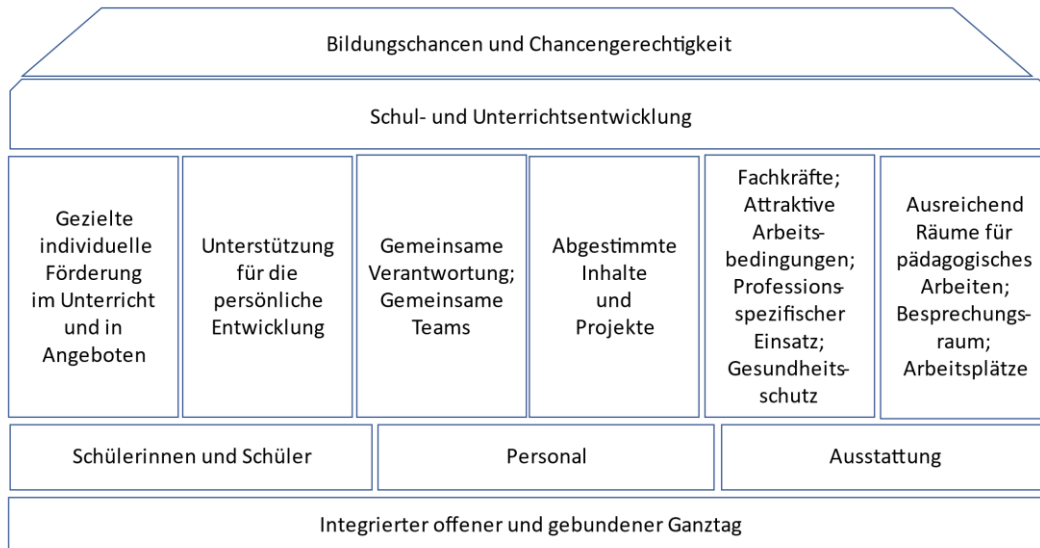 Bildungschancen und Chancengerechtigkeit
Schul- und Unterrichtsentwicklung
Gezielte
individuelle
Förderung
im Unterricht
und in
Angeboten
Unterstützung
für die
persönliche
Entwicklung
Gemeinsame
Verantwortung;
Gemeinsame
Teams
Abgestimmte
Inhalte
und
Projekte
Fachkräfte;
Attraktive
Arbeits-
bedingungen;
Professions-
spezifischer
Einsatz;
Gesundheits-
schutz
Ausreichend
Räume für
pädagogisches
Arbeiten;
Besprechungs-
raum;
Arbeitsplätze
Schülerinnen und Schüler
Personal
Ausstattung
Integrierter offener und gebundener Ganztag